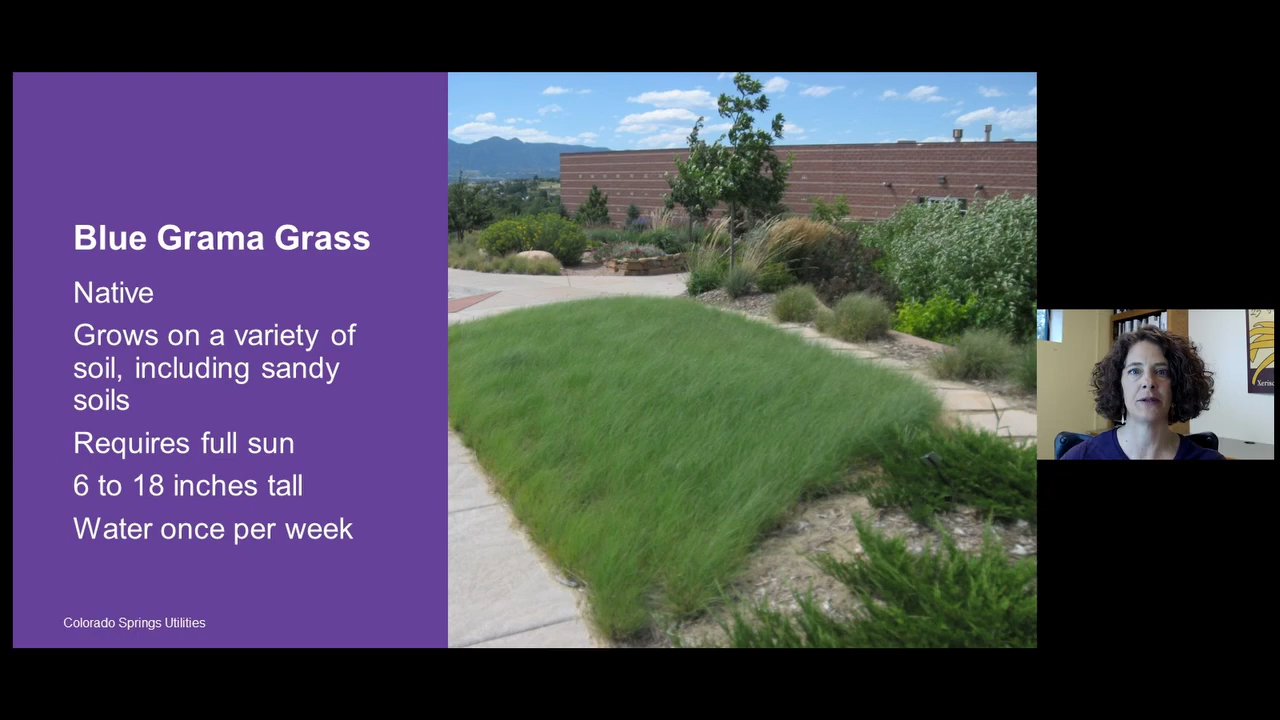 Blue Grama Grass
Native
Grows on a variety of
soil, including sandy
soils
Requires full sun
6 to 18 inches tall
Water once per week
Colorado Springs Utilities